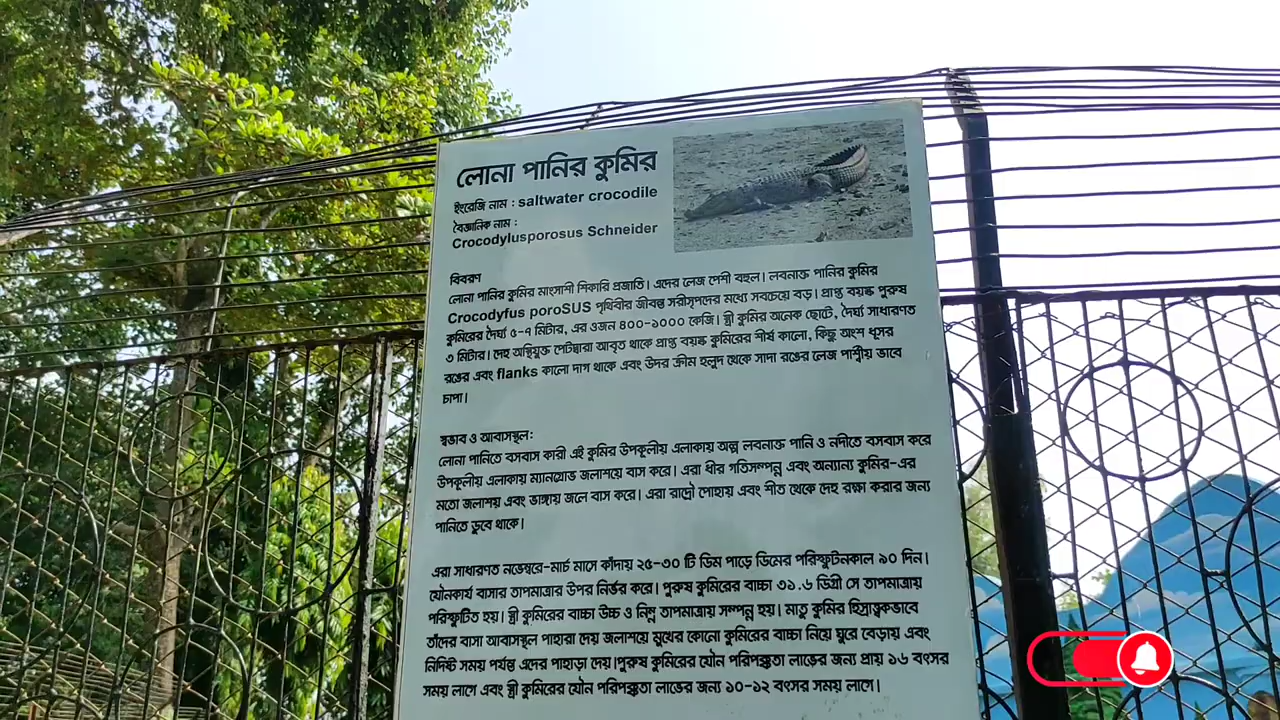 লোনা পানির কুমির
ইংরেজি নাম : saltwater crocodile
বৈজ্ঞানিক নাম :
Crocodylusporosus Schneider
বিবরণ
লোনা পানির কুমির মাংসাশী শিকারি প্রজাতি। এদের লেজ পেশী বহুল। লবনাক্ত পানির কুমির
Crocodyfus poroSUS পৃথিবীর জীবন্ত সরীসৃপদের মধ্যে সবচেয়ে বড়। প্রাপ্ত বয়স্ক পুরুষ
কুমিরের দৈর্ঘ্য ৫-৭ মিটার, এর ওজন ৪০০-১০০০ কেজি। স্ত্রী কুমির অনেক ছোটে, দৈর্ঘ্য সাধারণত
৩ মিটার। দেহ অস্থিযুক্ত পেটদ্বারা আবৃত থাকে প্রাপ্ত বয়স্ক কুমিরের শীর্ষ কালো, কিছু অংশ ধূসর
রঙের এবং flanks কালো দাগ থাকে এবং উদর ক্রীম হলুদ থেকে সাদা রঙের লেজ পার্শ্বীয় ভাবে
চাপা।
স্বভাব ও আবাসস্থল:
লোনা পানিতে বসবাস কারী এই কুমির উপকূলীয় এলাকায় অল্প লবনাক্ত পানি ও নদীতে বসবাস করে
উপকূলীয় এলাকায় ম্যানগ্রোভ জলাশয়ে বাস করে। এরা ধীর গতিসম্পন্ন এবং অন্যান্য কুমির-এর
মতো জলাশয় এবং ডাঙ্গায় জলে বাস করে। এরা রাদ্রৌ পোহায় এবং শীত থেকে দেহ রক্ষা করার জন্য
পানিতে ডুবে থাকে।
এরা সাধারণত নভেম্বরে-মার্চ মাসে কাঁদায় ২৫-৩০ টি ডিম পাড়ে ডিমের পরিস্ফুটনকাল ৯০ দিন।
যৌনকার্য বাসার তাপমাত্রার উপর নির্ভর করে। পুরুষ কুমিরের বাচ্চা ৩১.৬ ডিগ্রী সে তাপমাত্রায়
পরিস্ফুটিত হয়। স্ত্রী কুমিরের বাচ্চা উচ্চ ও নিম্ন তাপমাত্রায় সম্পন্ন হয়। মাতৃ কুমির হিংস্রাত্বকভাবে
তাঁদের বাসা আবাসস্থল পাহারা দেয় জলাশয়ে মুখের কোনো কুমিরের বাচ্চা নিয়ে ঘুরে বেড়ায় এবং
নির্দিষ্ট সময় পর্যন্ত এদের পাহাড়া দেয়।পুরুষ কুমিরের যৌন পরিপক্কতা লাভের জন্য প্রায় ১৬ বৎসর
সময় লাগে এবং স্ত্রী কুমিরের যৌন পরিপক্কতা লাভের জন্য ১০-১২ বৎসর সময় লাগে।